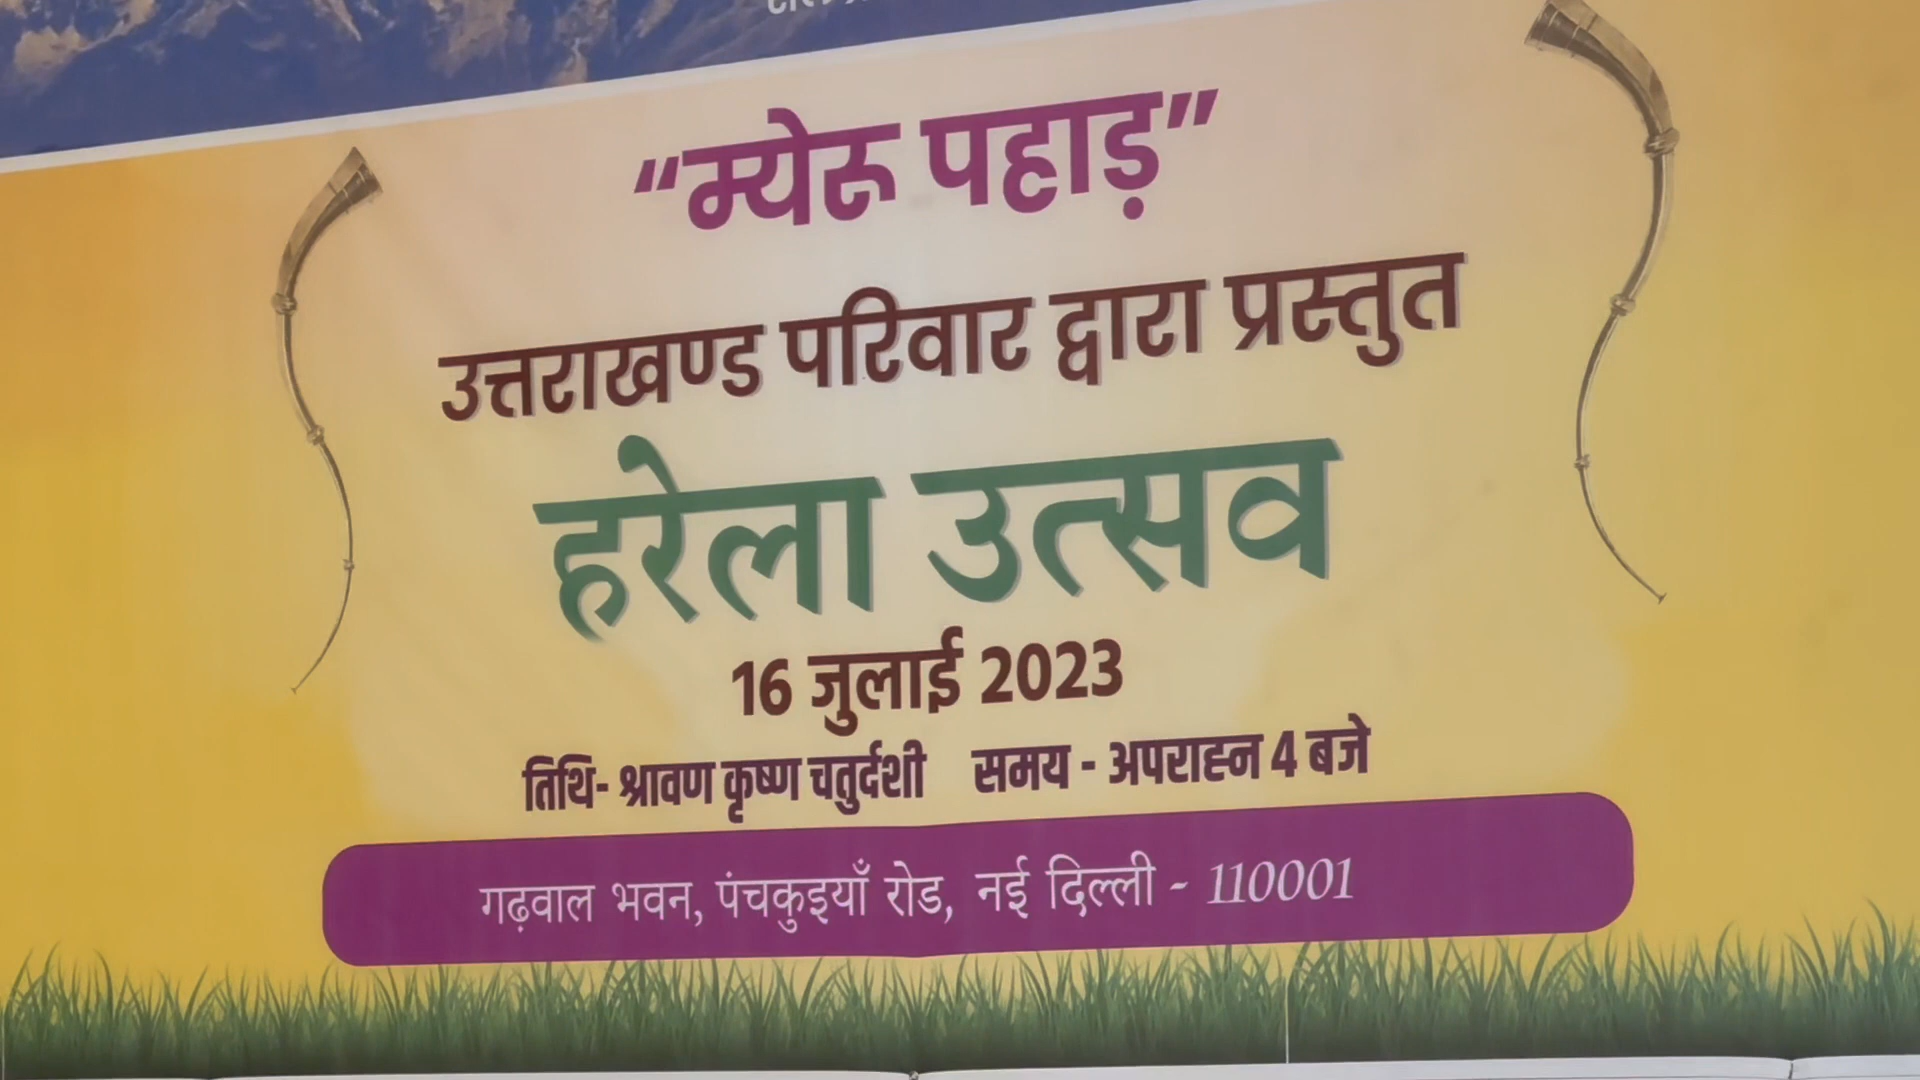 “म्येरू पहाड़”
उत्तराखण्ड परिवार द्वारा प्रस्तुत
हरेला उत्सव
16 जुलाई 2023
तिथि- श्रावण कृष्ण चतुर्दशी समय - अपराह्न 4 बजे
गढ़वाल भवन, पंचकुइयाँ रोड, नई दिल्ली - 110001